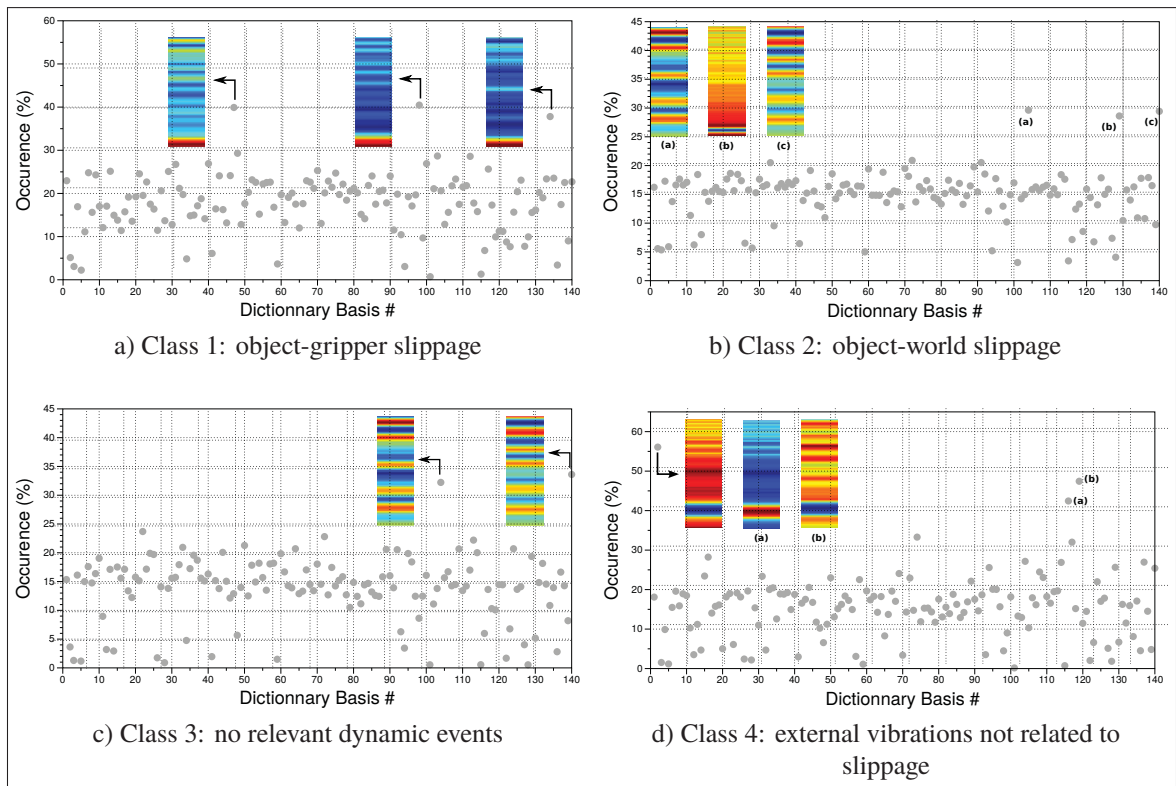 60
50
40
30
20
10
0
Occurence (%)
0 10 20 30 40 50 60 70 80 90 100 110 120 130 140
Dictionnary Basis #
a) Class 1: object-gripper slippage
45
40
35
30
25
20
15
10
5
0
Occurence (%)
(a) (b) (c)
(a) (b) (c)
0 10 20 30 40 50 60 70 80 90 100 110 120 130 140
Dictionnary Basis #
b) Class 2: object-world slippage
45
40
35
30
25
20
15
10
5
0
Occurence (%)
0 10 20 30 40 50 60 70 80 90 100 110 120 130 140
Dictionnary Basis #
c) Class 3: no relevant dynamic events
60
50
40
30
20
10
0
Occurence (%)
(a) (b)
(b)
(a)
0 10 20 30 40 50 60 70 80 90 100 110 120 130 140
Dictionnary Basis #
d) Class 4: external vibrations not related to
slippage